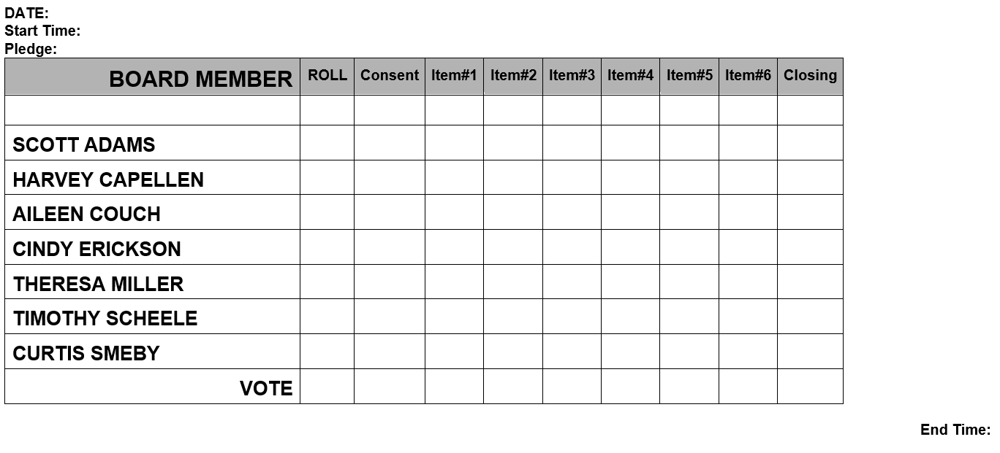 DATE:
Start Time:
Pledge:
BOARD MEMBER ROLL Consent Item#1 Item#2 Item#3 Item#4 Item#5 Item#6 Closing
SCOTT ADAMS
HARVEY CAPELLEN
AILEEN COUCH
CINDY ERICKSON
THERESA MILLER
TIMOTHY SCHEELE
CURTIS SMEBY
VOTE
End Time: